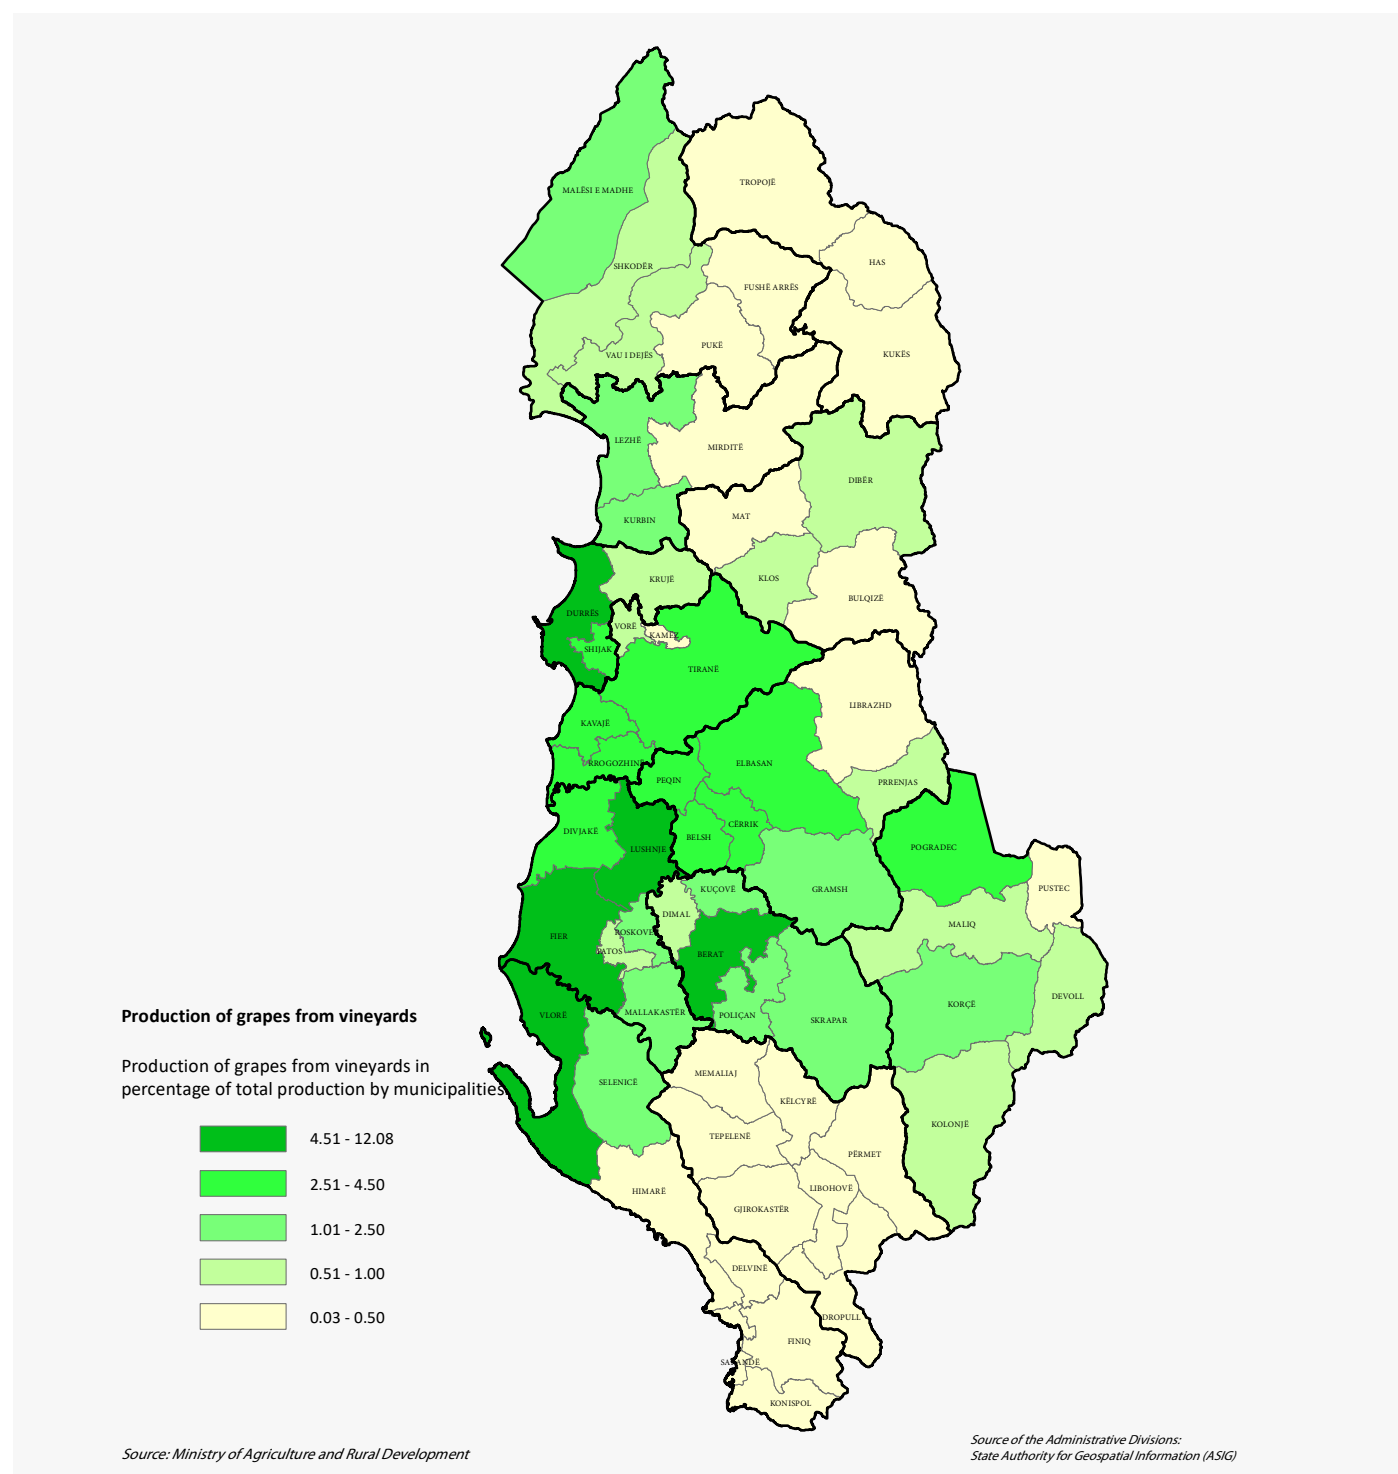 MALËSI E MADHE
TROPOJË
SHKODËR
HAS
FUSHË ARRËS
PUKË
VAU I DEJËS
KUKËS
LEZHË
MIRDITË
DIBËR
KURBIN
MAT
KRUJË
KLOS
BULQIZË
DURRËS
VORË
KAMËZ
SHIJAK
TIRANË
LIBRAZHD
KAVAJË
RROGOZHINË
ELBASAN
PEQIN
PRRENJAS
DIVJAKË
CËRRIK
BELSH
LUSHNJE
POGRADEC
KUÇOVË
GRAMSH
PUSTEC
DIMAL
MALIQ
ROSKOVEC
FIER
PATOS
BERAT
DEVOLL
KORÇË
MALLAKASTËR
POLIÇAN
SKRAPAR
VLORË
Production of grapes from vineyards
Production of grapes from vineyards in
percentage of total production by municipalities.
4.51 - 12.08
2.51 - 4.50
1.01 - 2.50
0.51 - 1.00
0.03 - 0.50
MEMALIAJ
SELENICË
KËLCYRË
KOLONJË
TEPELENË
PËRMET
LIBOHOVË
HIMARË
GJIROKASTËR
DELVINË
DROPULL
FINIQ
SARANDË
KONISPOL
Source: Ministry of Agriculture and Rural Development
Source of the Administrative Divisions:
State Authority for Geospatial Information (ASIG)